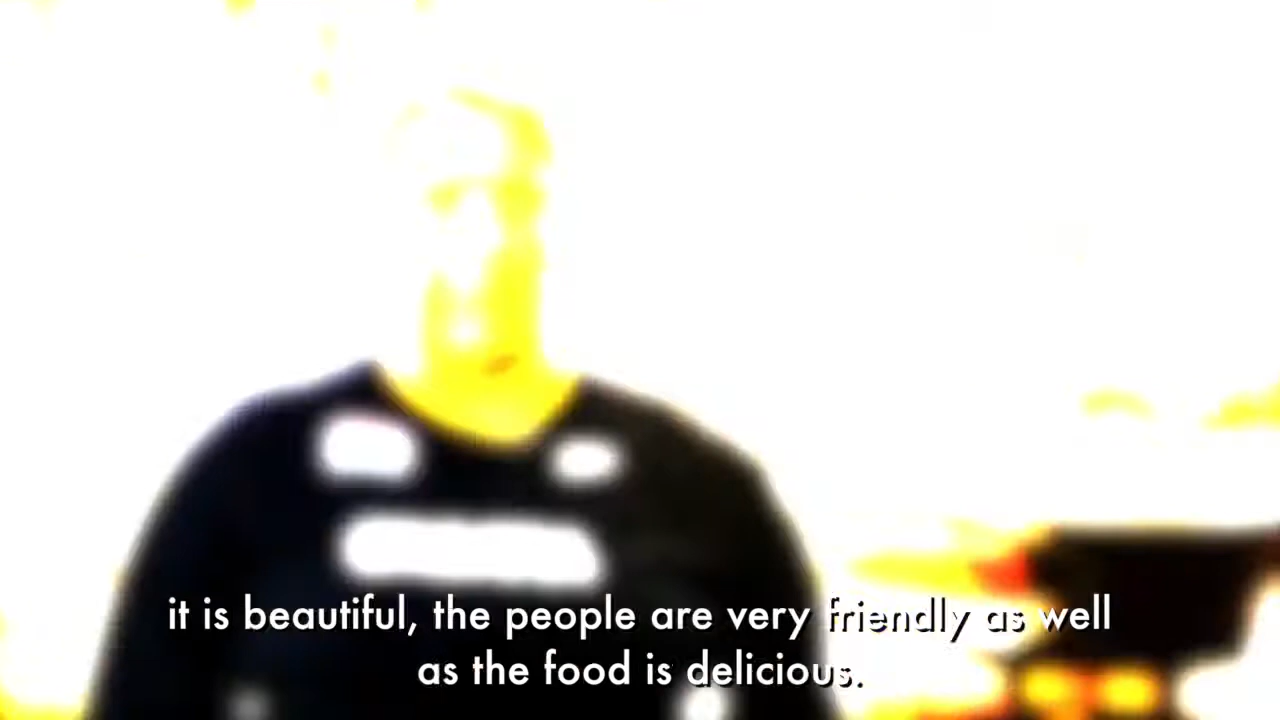 it is beautiful, the people are very friendly as well
as the food is delicious.